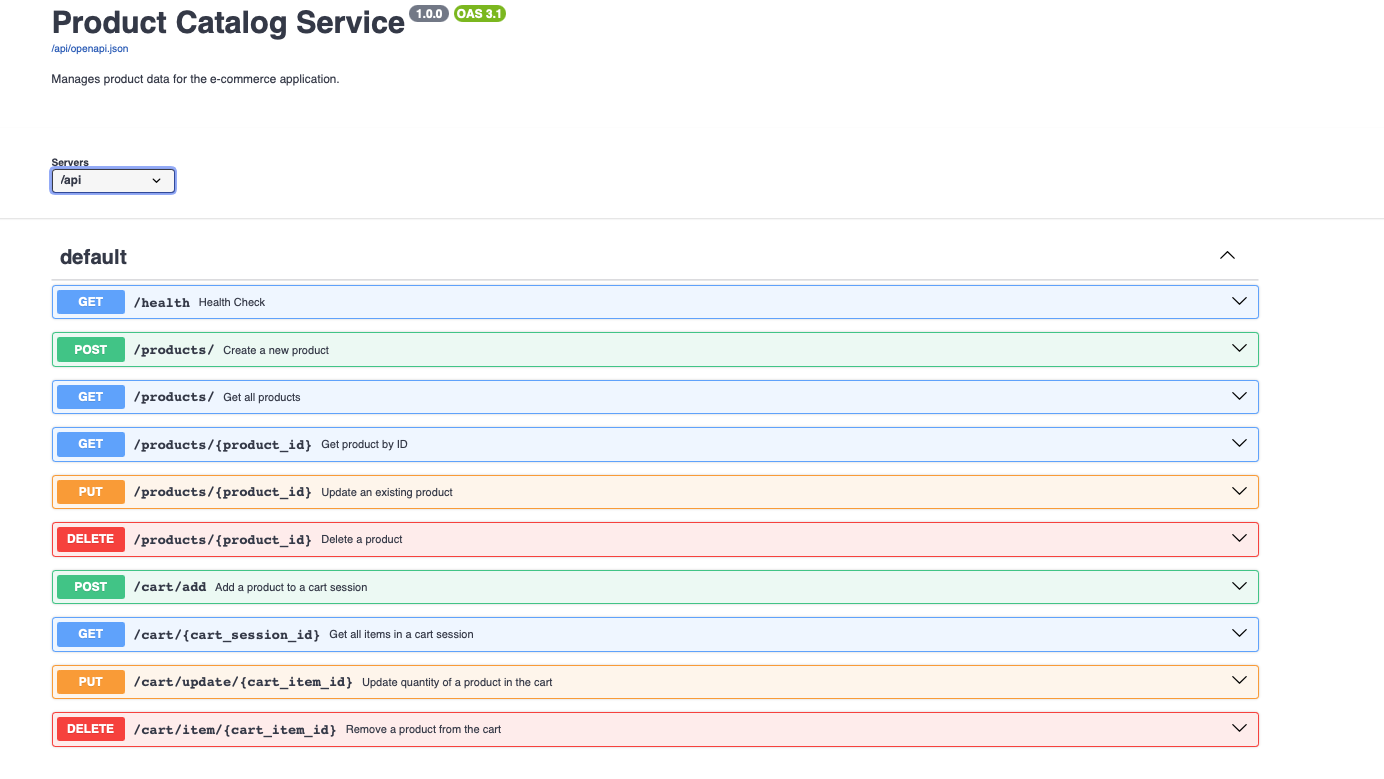 Product Catalog Service 1.0.0 OAS 3.1
/api/openapi.json
Manages product data for the e-commerce application.
Servers
/api
default
GET /health Health Check
POST /products/ Create a new product
GET /products/ Get all products
GET /products/{product_id} Get product by ID
PUT /products/{product_id} Update an existing product
DELETE /products/{product_id} Delete a product
POST /cart/add Add a product to a cart session
GET /cart/{cart_session_id} Get all items in a cart session
PUT /cart/update/{cart_item_id} Update quantity of a product in the cart
DELETE /cart/item/{cart_item_id} Remove a product from the cart